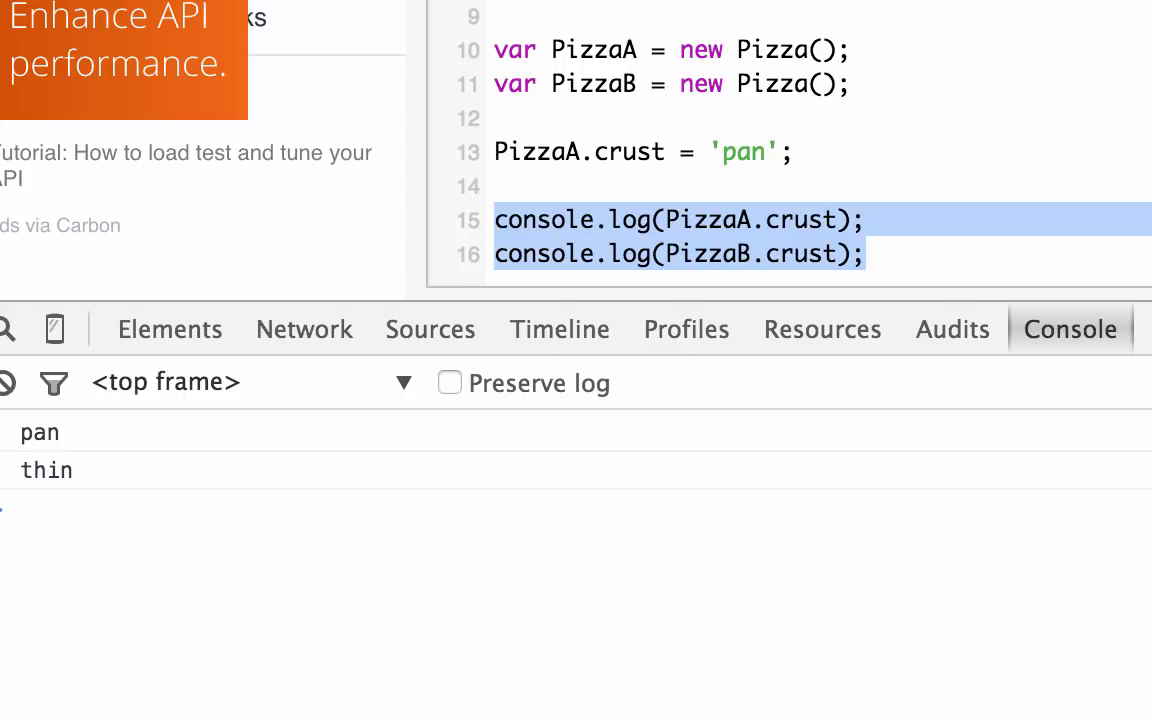 Enhance API
performance.
ks
utorial: How to load test and tune your
API
ds via Carbon
9
10 var PizzaA = new Pizza();
11 var PizzaB = new Pizza();
12
13 PizzaA.crust = 'pan';
14
15 console.log(PizzaA.crust);
16 console.log(PizzaB.crust);
Elements Network Sources Timeline Profiles Resources Audits Console
<top frame> ▼ Preserve log
pan
thin